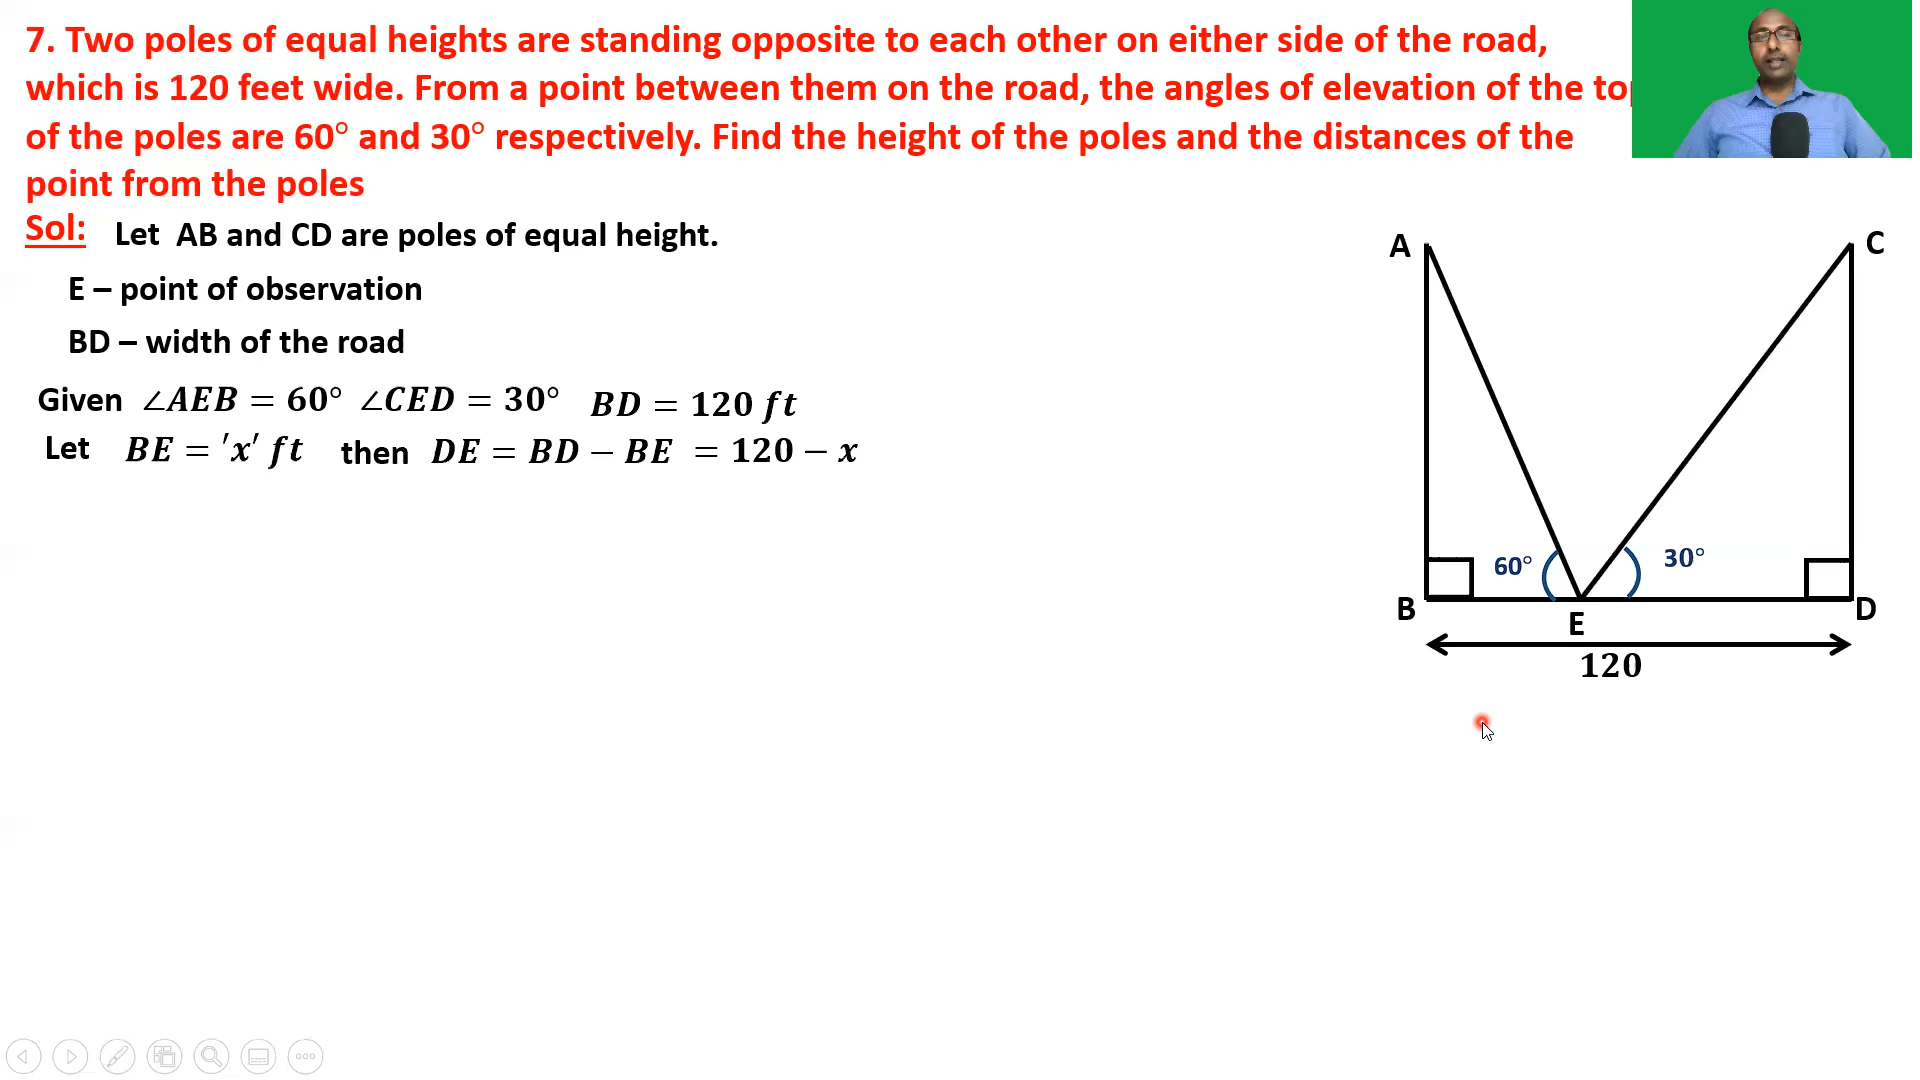 7. Two poles of equal heights are standing opposite to each other on either side of the road,
which is 120 feet wide. From a point between them on the road, the angles of elevation of the top
of the poles are 60° and 30° respectively. Find the height of the poles and the distances of the
point from the poles
Sol: Let AB and CD are poles of equal height.
E – point of observation
BD – width of the road
Given ∠AEB = 60° ∠CED = 30° BD = 120 ft
Let BE = 'x' ft then DE = BD − BE = 120 − x
A
C
60°
30°
B
E
D
120